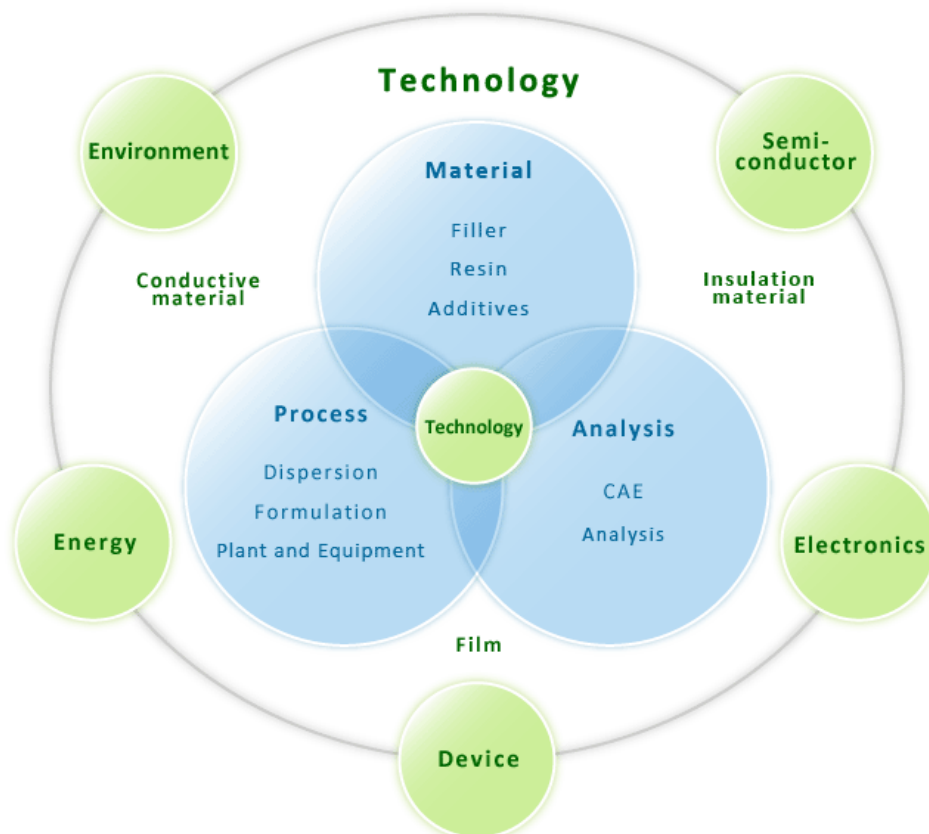 Technology
Environment
Semi-
conductor
Material
Filler
Resin
Additives
Conductive
material
Insulation
material
Process
Dispersion
Formulation
Plant and Equipment
Technology
Analysis
CAE
Analysis
Energy
Electronics
Film
Device